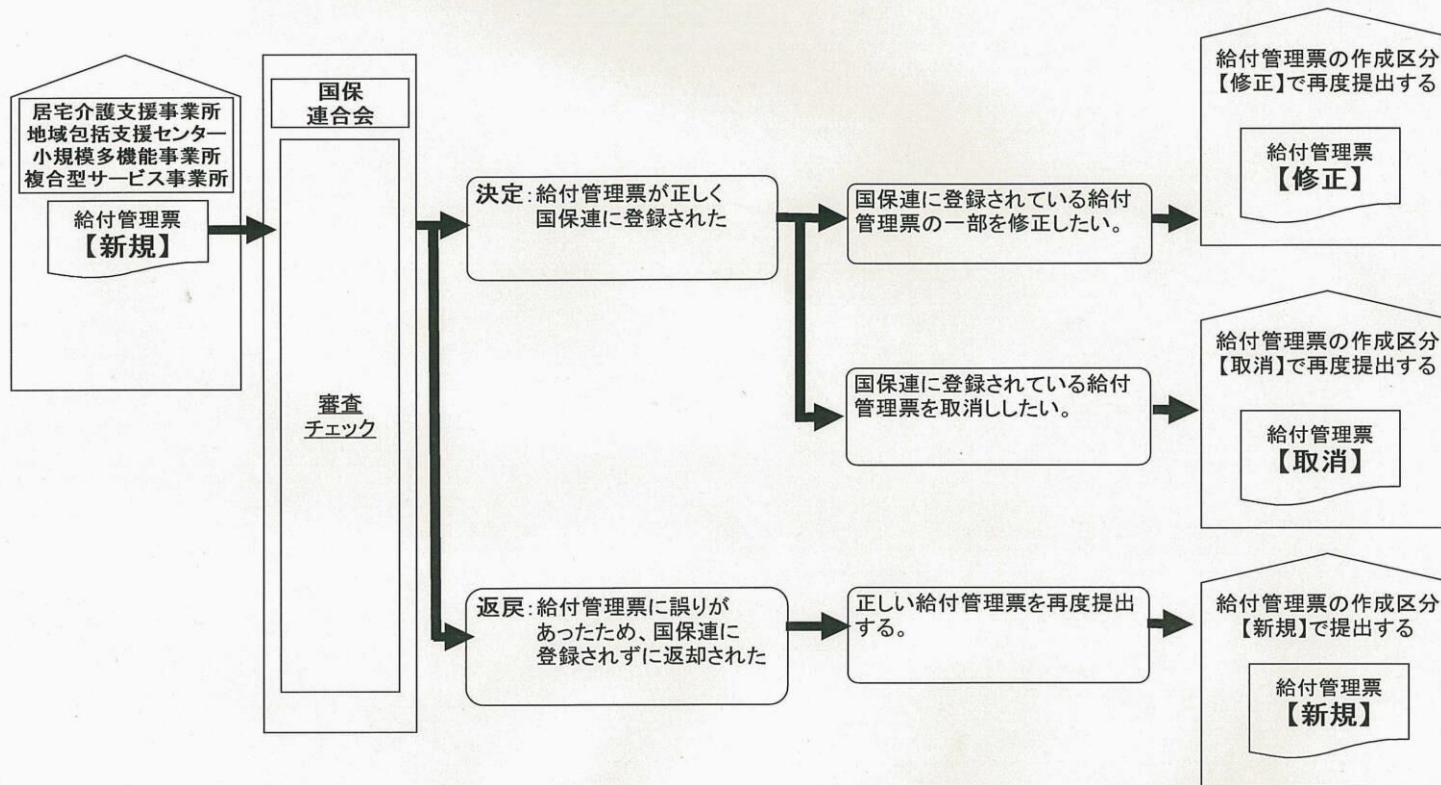 居宅介護支援事業所
地域包括支援センター
小規模多機能事業所
複合型サービス事業所
給付管理票
【新規】
国保
連合会
審査
チェック
決定:給付管理票が正しく
国保連に登録された
返戻:給付管理票に誤りが
あったため、国保連に
登録されずに返却された
国保連に登録されている給付
管理票の一部を修正したい。
国保連に登録されている給付
管理票を取消ししたい。
正しい給付管理票を再度提出
する。
給付管理票の作成区分
【修正】で再度提出する
給付管理票
【修正】
給付管理票の作成区分
【取消】で再度提出する
給付管理票
【取消】
給付管理票の作成区分
【新規】で提出する
給付管理票
【新規】